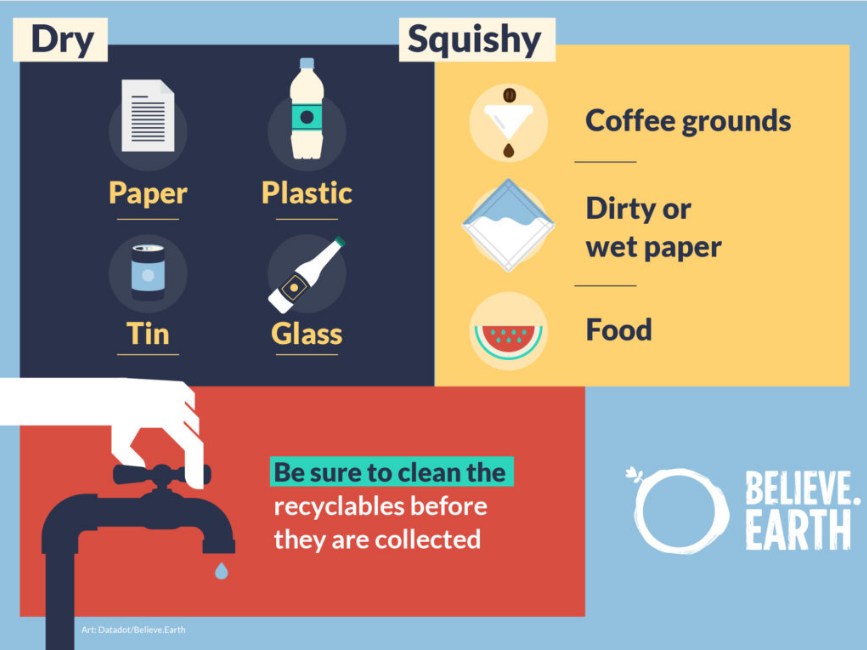 Dry
Squishy
Paper
Plastic
Tin
Glass
Coffee grounds
Dirty or
wet paper
Food
Be sure to clean the
recyclables before
they are collected
BELIEVE.
EARTH
Art: Datadot/Believe.Earth